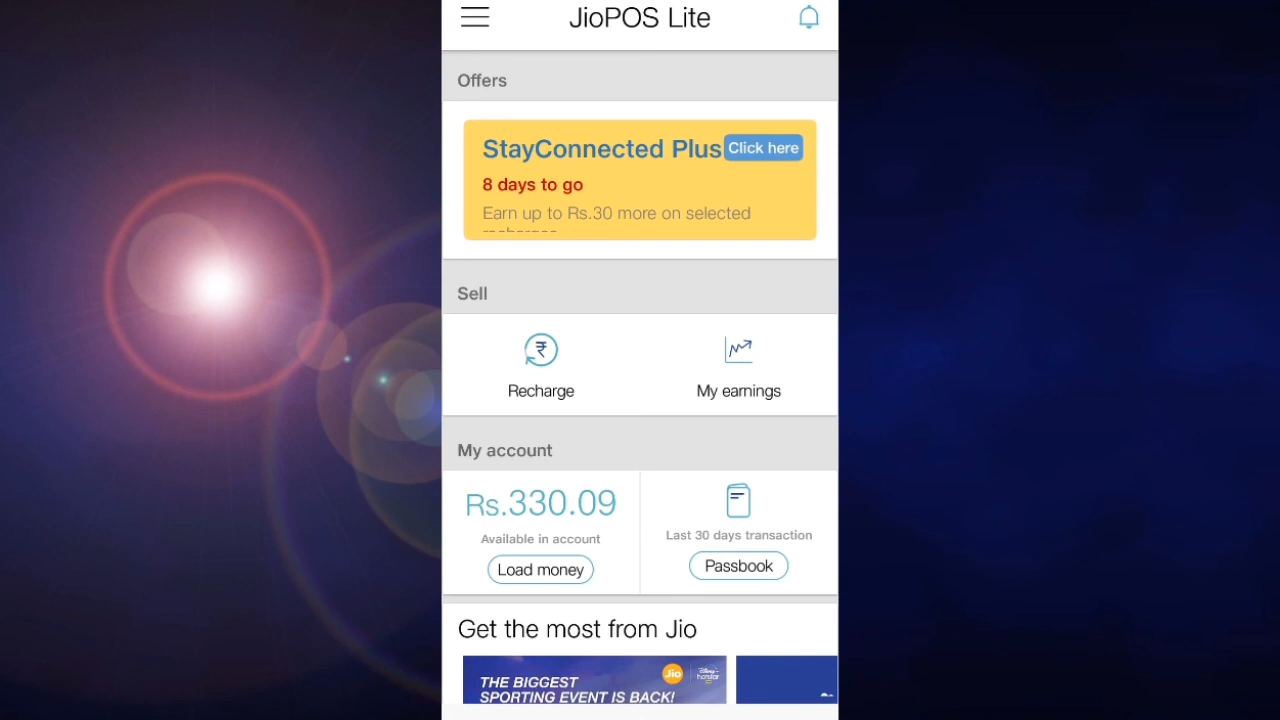 JioPOS Lite
Offers
StayConnected Plus
Click here
8 days to go
Earn up to Rs.30 more on selected
Sell
₹
Recharge
My earnings
My account
Rs.330.09
Available in account
Load money
Last 30 days transaction
Passbook
Get the most from Jio
THE BIGGEST
SPORTING EVENT IS BACK!
Jio
Disney+
hotstar